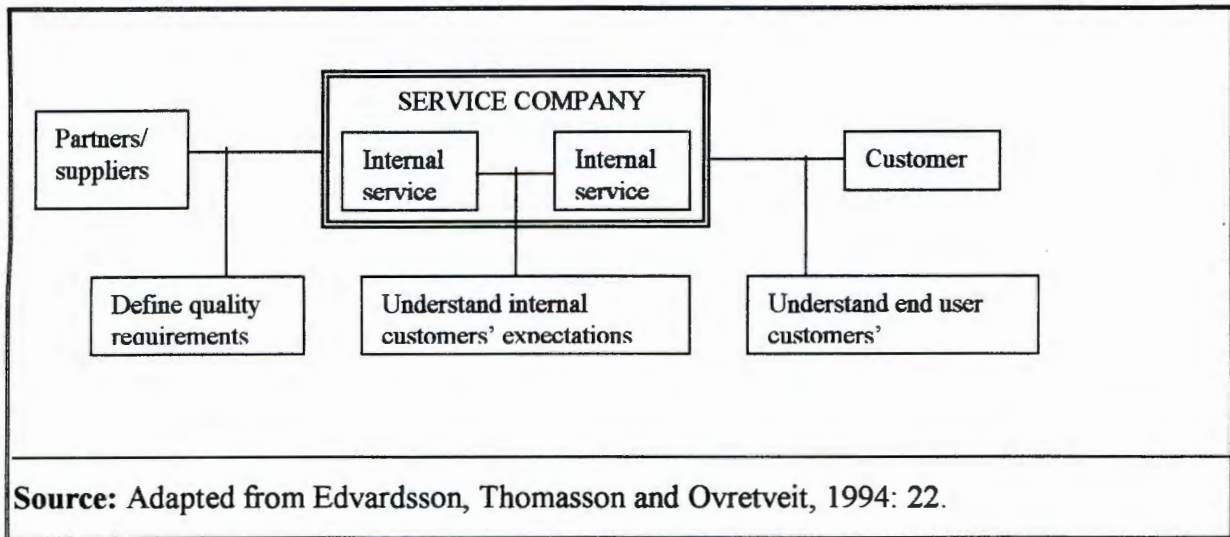 SERVICE COMPANY
Partners/
suppliers
Internal
service
Internal
service
Customer
Define quality
requirements
Understand internal
customers' expectations
Understand end user
customers'
Source: Adapted from Edvardsson, Thomasson and Ovretveit, 1994: 22.